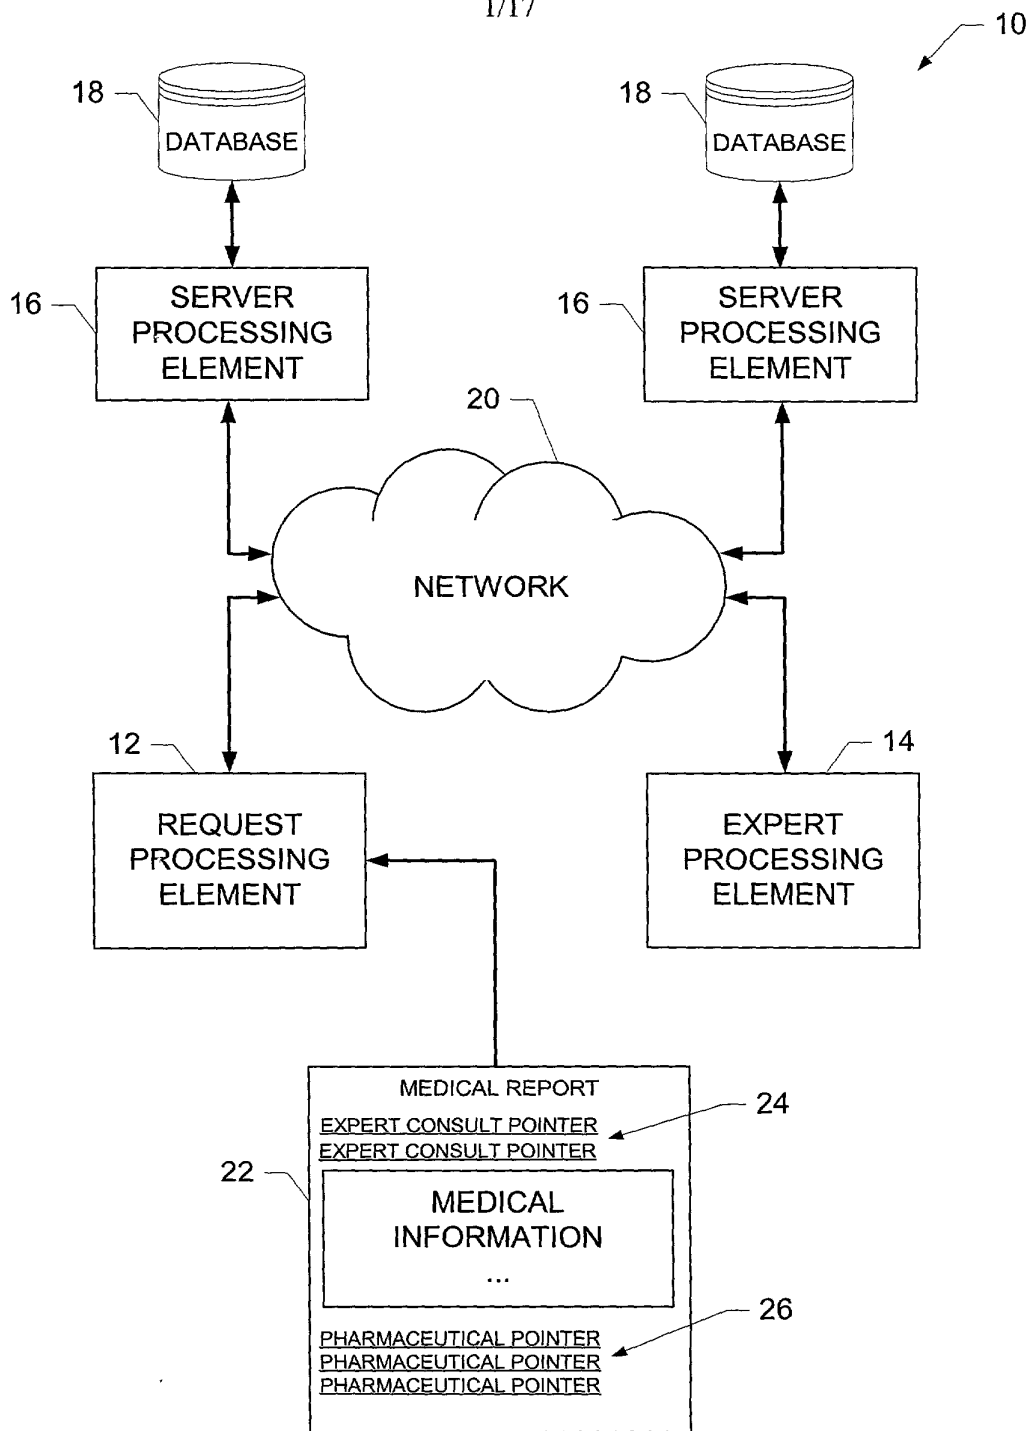 1/17
10
18
DATABASE
18
DATABASE
16
SERVER
PROCESSING
ELEMENT
16
SERVER
PROCESSING
ELEMENT
20
NETWORK
12
REQUEST
PROCESSING
ELEMENT
14
EXPERT
PROCESSING
ELEMENT
MEDICAL REPORT
EXPERT CONSULT POINTER
EXPERT CONSULT POINTER
24
22
MEDICAL
INFORMATION
...
26
PHARMACEUTICAL POINTER
PHARMACEUTICAL POINTER
PHARMACEUTICAL POINTER